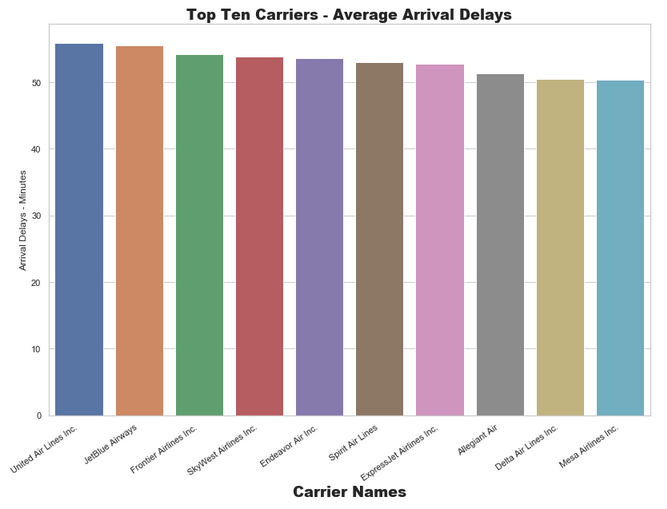 Top Ten Carriers - Average Arrival Delays
Arrival Delays - Minutes
50
40
30
20
10
0
United Air Lines Inc.
JetBlue Airways
Frontier Airlines Inc.
SkyWest Airlines Inc.
Endeavor Air Inc.
Spirit Air Lines
ExpressJet Airlines Inc.
Allegiant Air
Delta Air Lines Inc.
Mesa Airlines Inc.
Carrier Names